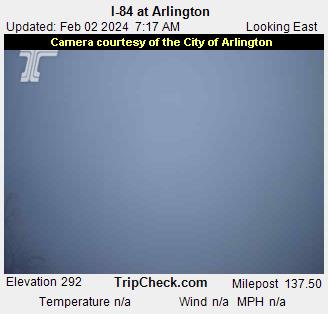 I-84 at Arlington
Updated: Feb 02 2024 7:17 AM Looking East
Camera courtesy of the City of Arlington
Elevation 292 TripCheck.com Milepost 137.50
Temperature n/a Wind n/a MPH n/a